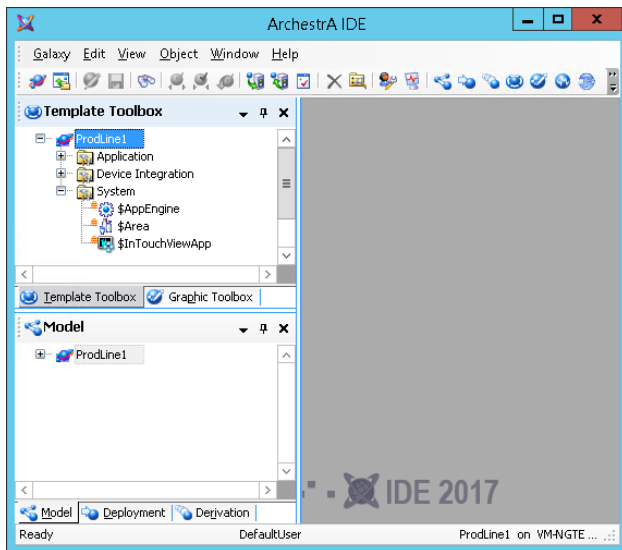 ArchestrA IDE
Galaxy Edit View Object Window Help
Template Toolbox
ProdLine1
Application
Device Integration
System
$AppEngine
$Area
$InTouchViewApp
Template Toolbox Graphic Toolbox
Model
ProdLine1
IDE 2017
Model Deployment Derivation
Ready DefaultUser ProdLine1 on VM-NGTE ...